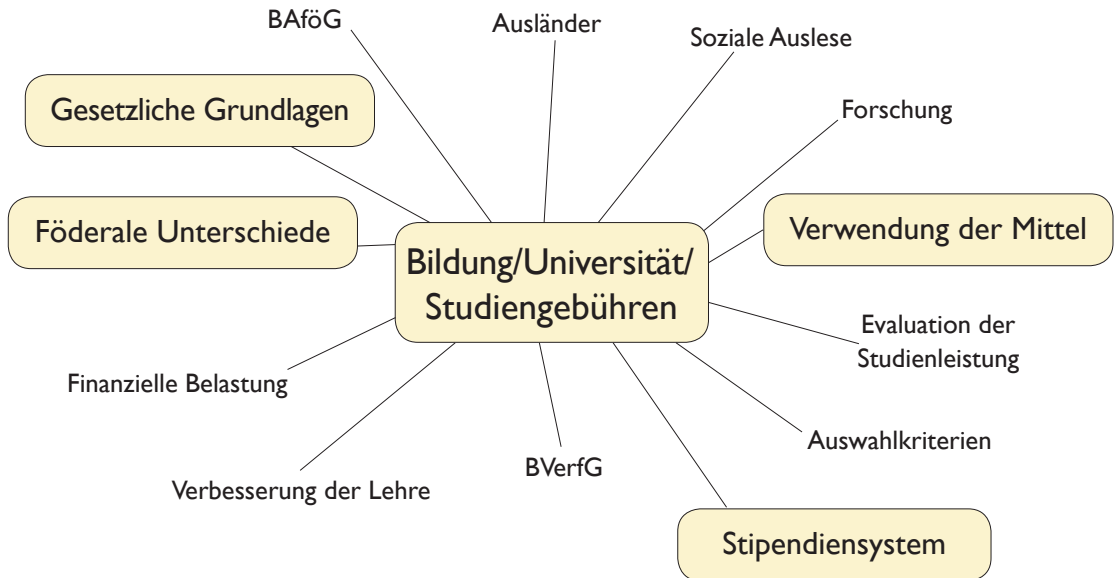 BAföG
Ausländer
Soziale Auslese
Gesetzliche Grundlagen
Forschung
Föderale Unterschiede
Verwendung der Mittel
Bildung/Universität/
Studiengebühren
Evaluation der
Studienleistung
Finanzielle Belastung
Auswahlkriterien
BVerfG
Verbesserung der Lehre
Stipendiensystem